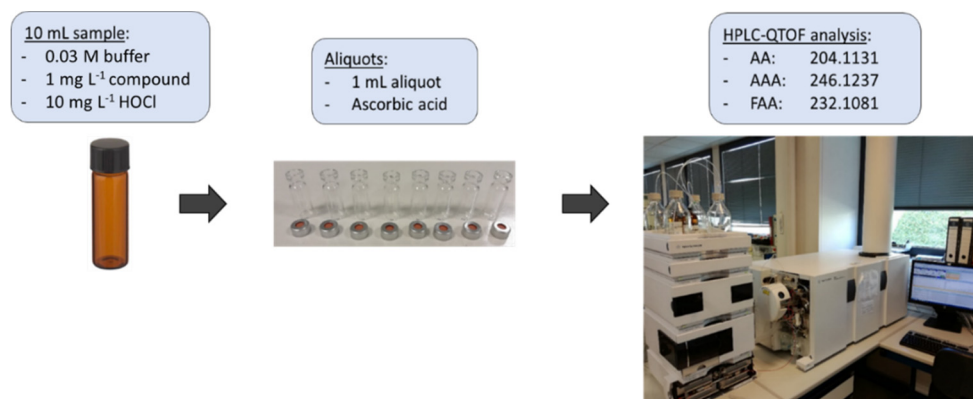 10 mL sample:
- 0.03 M buffer
- 1 mg L⁻¹ compound
- 10 mg L⁻¹ HOCl
Aliquots:
- 1 mL aliquot
- Ascorbic acid
HPLC-QTOF analysis:
- AA: 204.1131
- AAA: 246.1237
- FAA: 232.1081